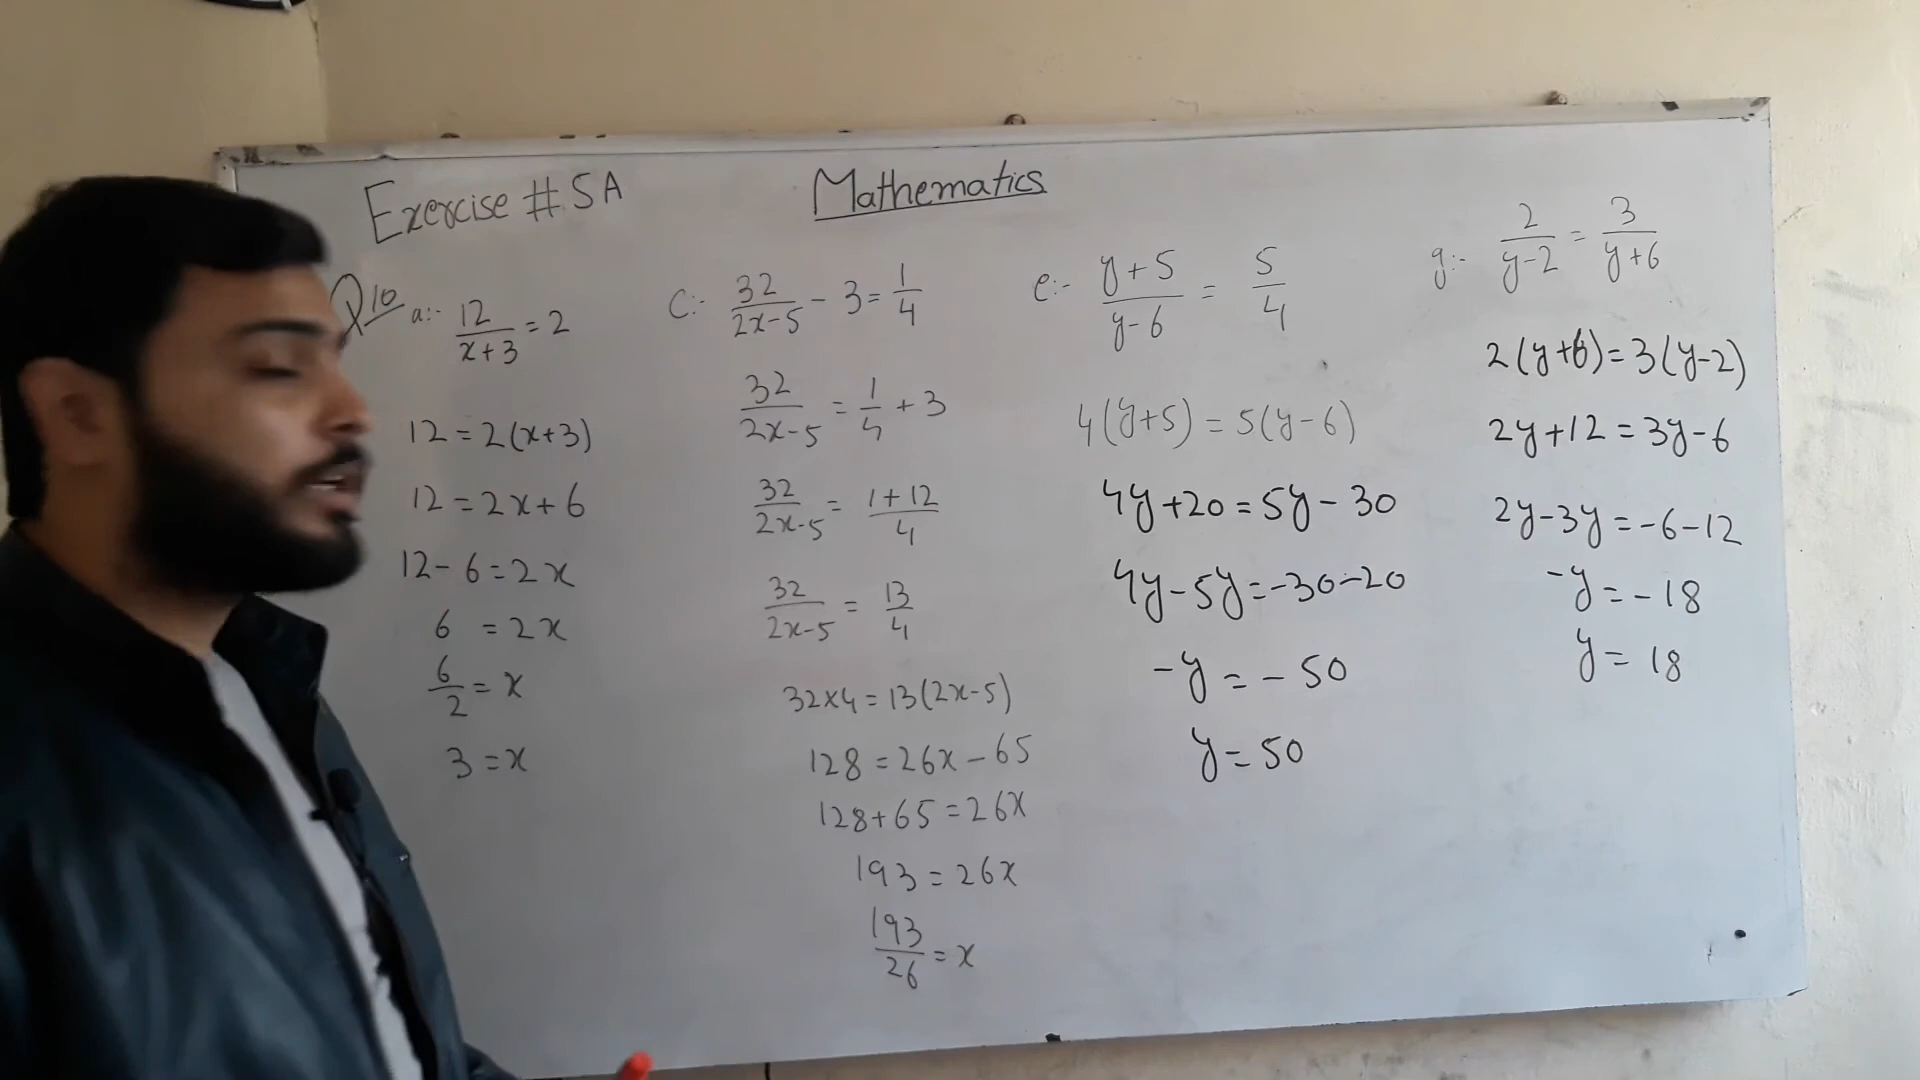 Exercise # 5A
Mathematics
Q10 a:- 12/(x+3) = 2
12 = 2(x+3)
12 = 2x + 6
12 - 6 = 2x
6 = 2x
6/2 = x
3 = x
C:- 32/(2x-5) - 3 = 1/4
32/(2x-5) = 1/4 + 3
32/(2x-5) = (1+12)/4
32/(2x-5) = 13/4
32×4 = 13(2x-5)
128 = 26x - 65
128+65 = 26x
193 = 26x
193/26 = x
e:- (y+5)/(y-6) = 5/4
4(y+5) = 5(y-6)
4y+20 = 5y-30
4y-5y = -30-20
-y = -50
y = 50
g:- 2/(y-2) = 3/(y+6)
2(y+6) = 3(y-2)
2y+12 = 3y-6
2y-3y = -6-12
-y = -18
y = 18